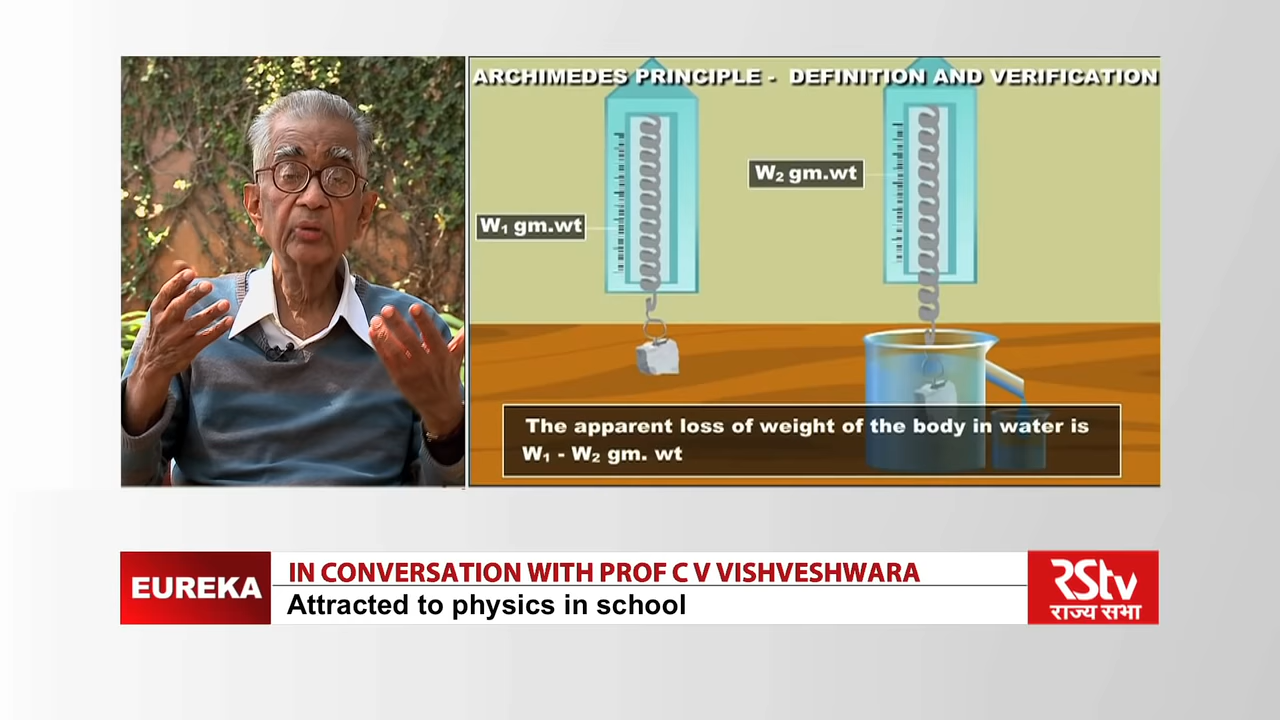 ARCHIMEDES PRINCIPLE - DEFINITION AND VERIFICATION
W₂ gm.wt
W₁ gm.wt
The apparent loss of weight of the body in water is
W₁ - W₂ gm. wt
EUREKA
IN CONVERSATION WITH PROF C V VISHVESHWARA
Attracted to physics in school
RStv
राज्य सभा